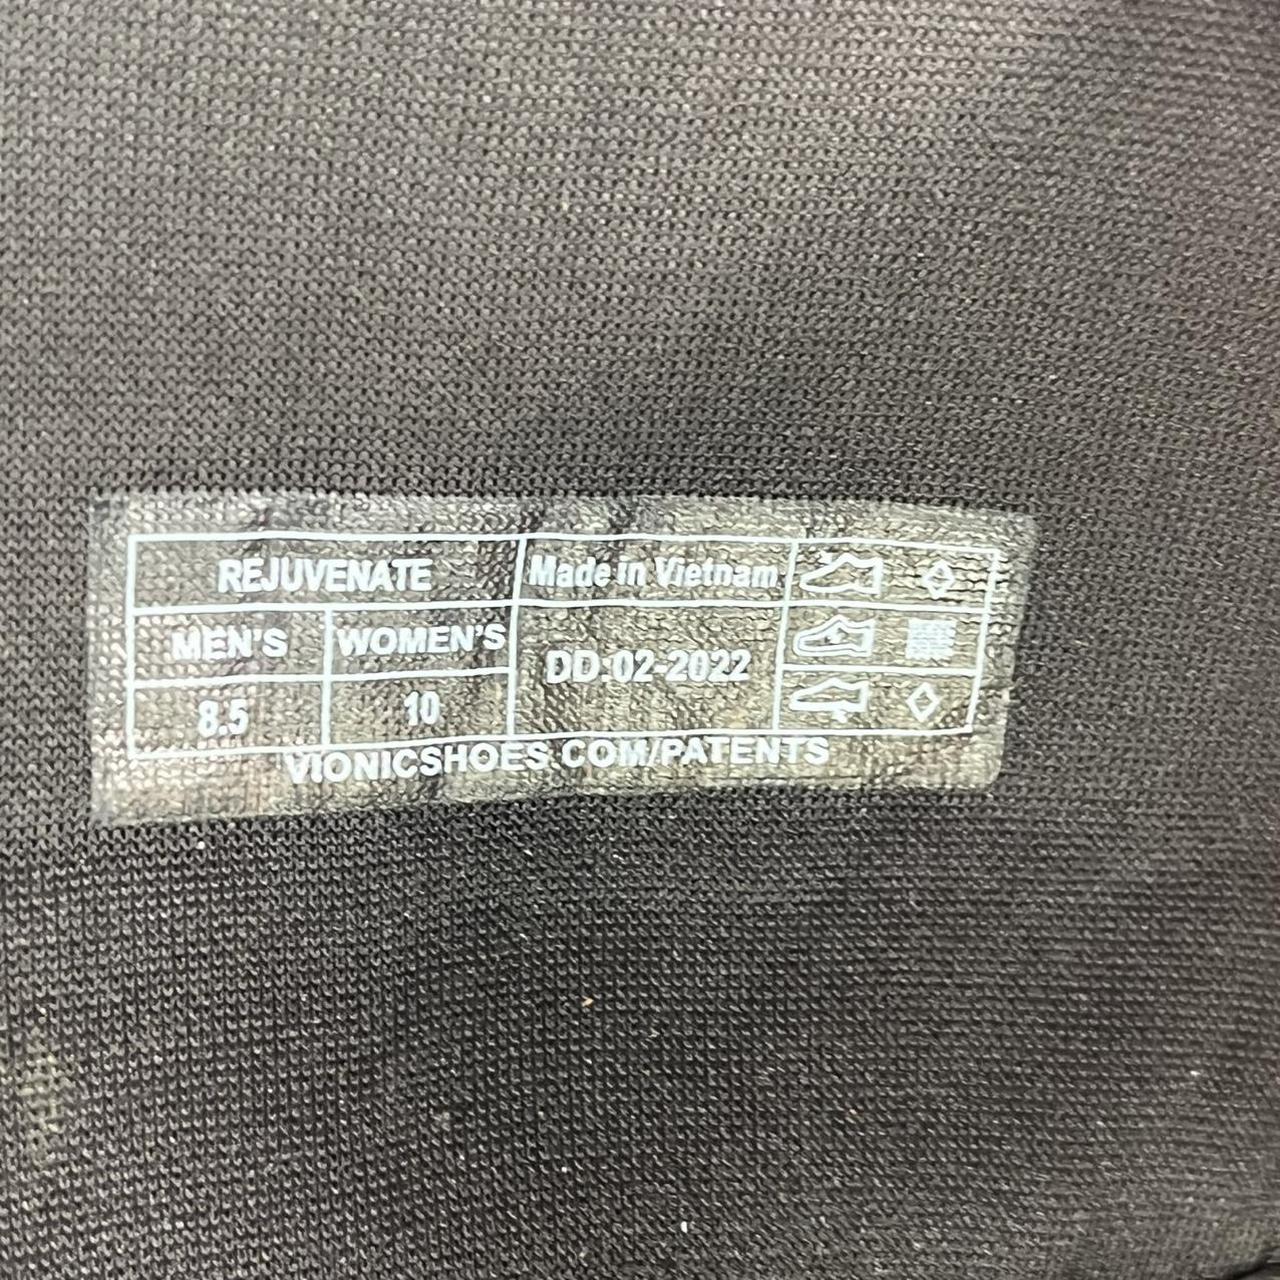 REJUVENATE
Made in Vietnam
MEN'S WOMEN'S
DD.02-2022
8.5 10
VIONICSHOES.COM/PATENTS